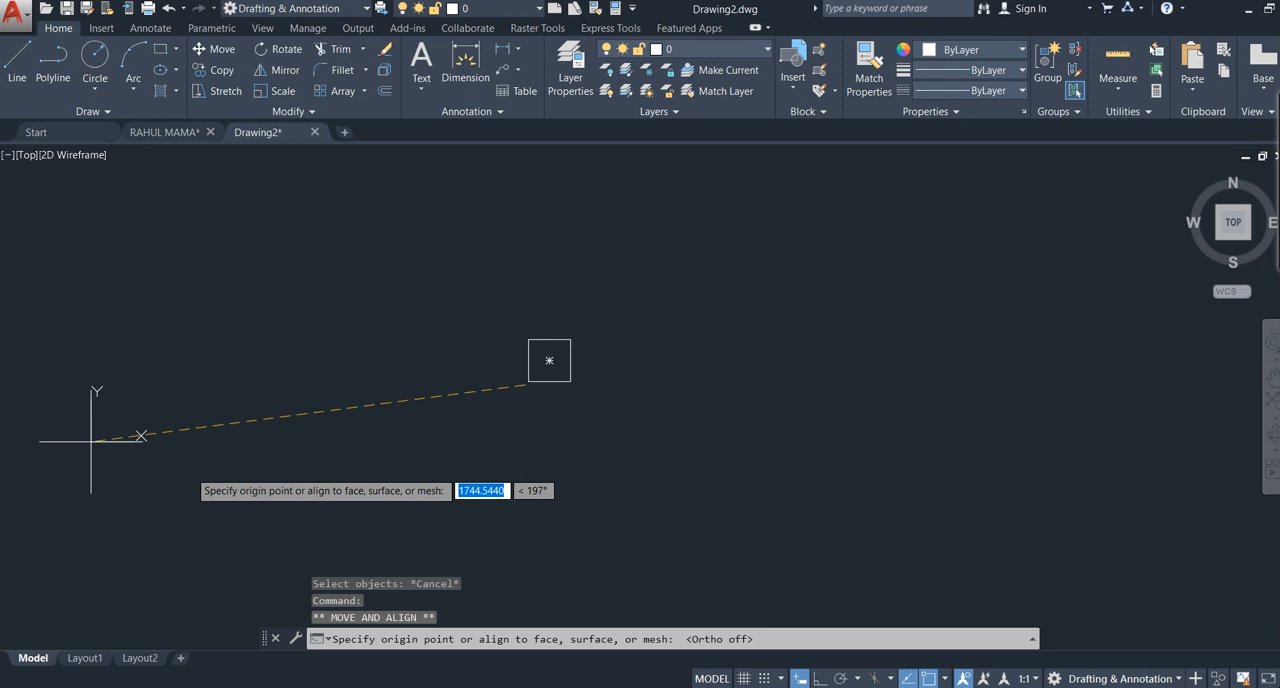 Drafting & Annotation 0 Drawing2.dwg Type a keyword or phrase Sign In
Home Insert Annotate Parametric View Manage Output Add-ins Collaborate Raster Tools Express Tools Featured Apps
Line Polyline Circle Arc
Move Rotate Trim
Copy Mirror Fillet
Stretch Scale Array
Text Dimension Table
Layer Properties
0
Make Current
Match Layer
Insert
Match Properties
ByLayer
ByLayer
ByLayer
Group Measure Paste Base
Draw Modify Annotation Layers Block Properties Groups Utilities Clipboard View
Start RAHUL MAMA* Drawing2*
[−][Top][2D Wireframe]
N
W TOP E
S
WCS
Y
X
Specify origin point or align to face, surface, or mesh: 1744.5440 < 197°
Select objects: *Cancel*
Command:
** MOVE AND ALIGN **
Specify origin point or align to face, surface, or mesh:  <Ortho off>
Model Layout1 Layout2
MODEL 1:1 Drafting & Annotation